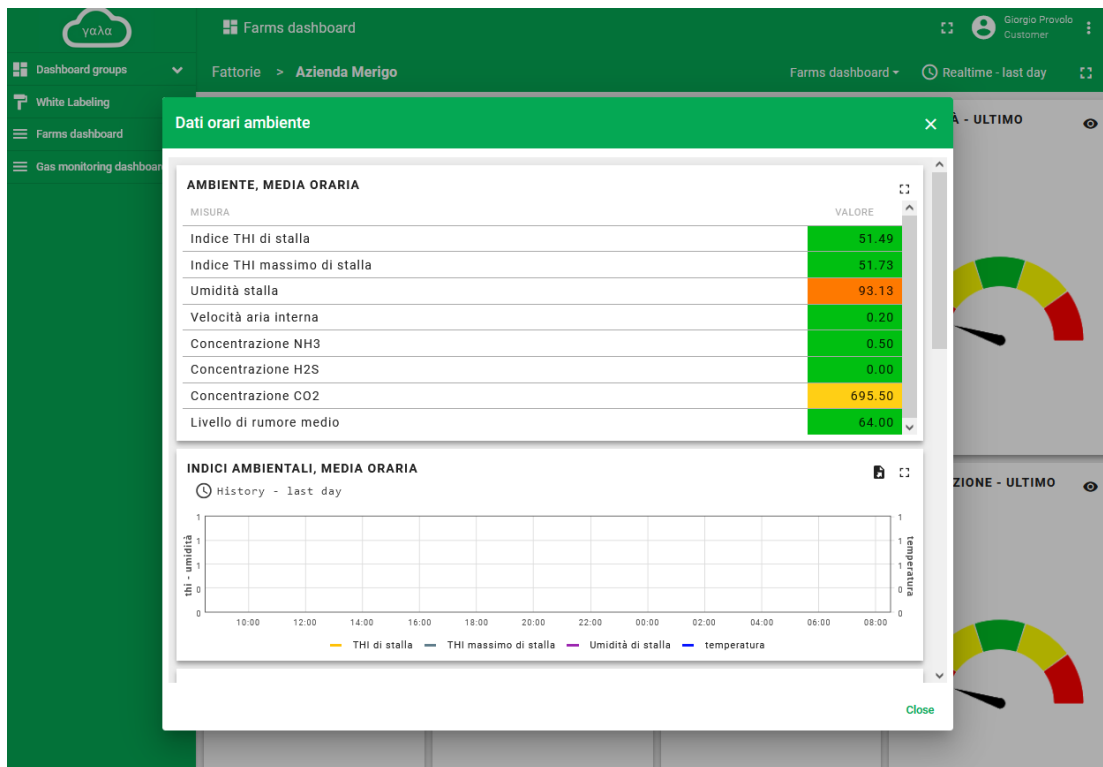 γαλα
Farms dashboard
Giorgio Provolo
Customer
Dashboard groups
Fattorie > Azienda Merigo
Farms dashboard
Realtime - last day
White Labeling
Farms dashboard
Gas monitoring dashboar
Dati orari ambiente
À - ULTIMO
AMBIENTE, MEDIA ORARIA
MISURA VALORE
Indice THI di stalla 51.49
Indice THI massimo di stalla 51.73
Umidità stalla 93.13
Velocità aria interna 0.20
Concentrazione NH3 0.50
Concentrazione H2S 0.00
Concentrazione CO2 695.50
Livello di rumore medio 64.00
INDICI AMBIENTALI, MEDIA ORARIA
History - last day
ZIONE - ULTIMO
thi - umidità
1
1
1
0
0
temperatura
1
1
1
0
0
10:00 12:00 14:00 16:00 18:00 20:00 22:00 00:00 02:00 04:00 06:00 08:00
THI di stalla THI massimo di stalla Umidità di stalla temperatura
Close